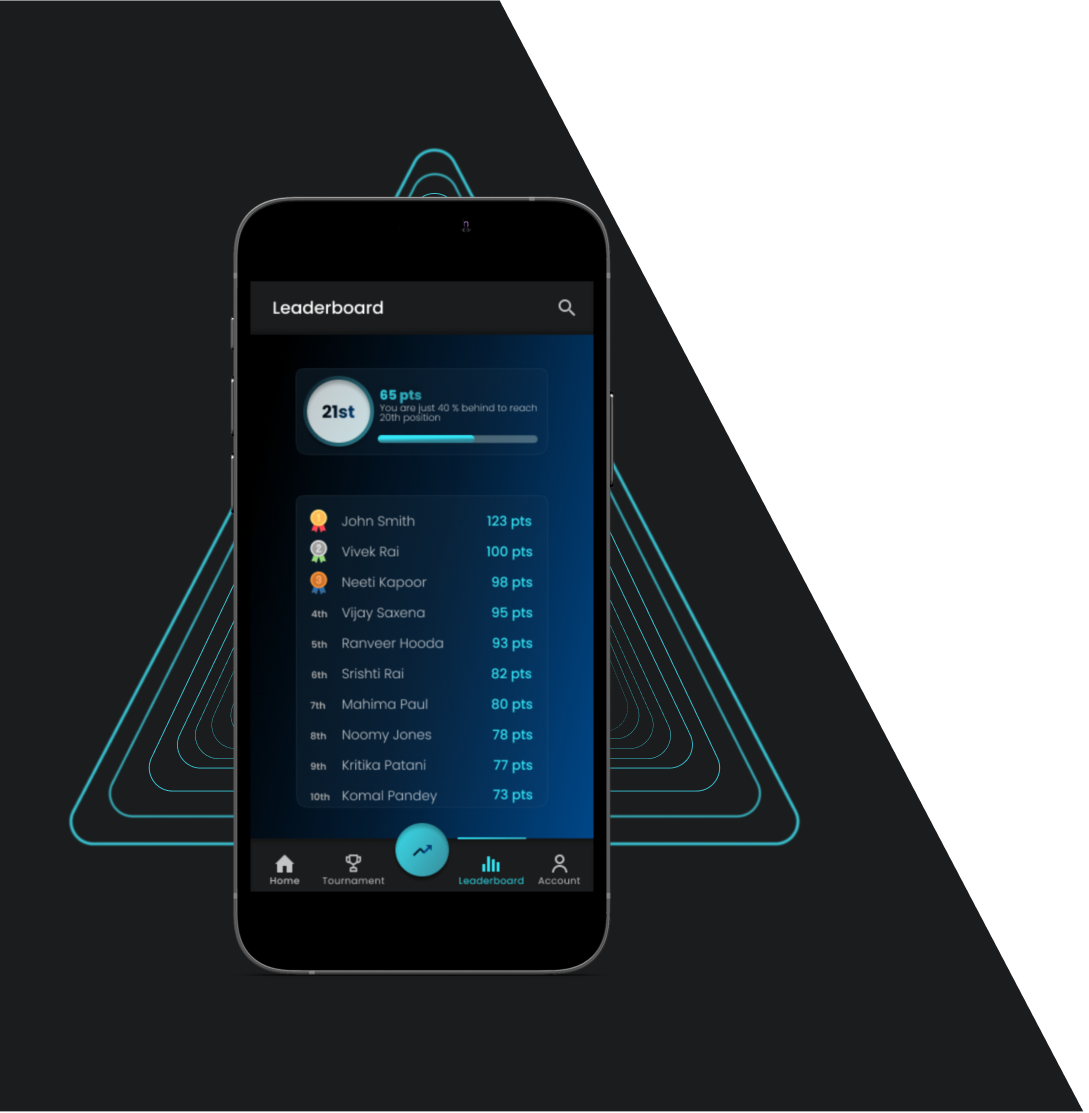 Leaderboard
21st
65 pts
You are just 40 % behind to reach
20th position
1 John Smith 123 pts
2 Vivek Rai 100 pts
3 Neeti Kapoor 98 pts
4th Vijay Saxena 95 pts
5th Ranveer Hooda 93 pts
6th Srishti Rai 82 pts
7th Mahima Paul 80 pts
8th Noomy Jones 78 pts
9th Kritika Patani 77 pts
10th Komal Pandey 73 pts
Home Tournament Leaderboard Account